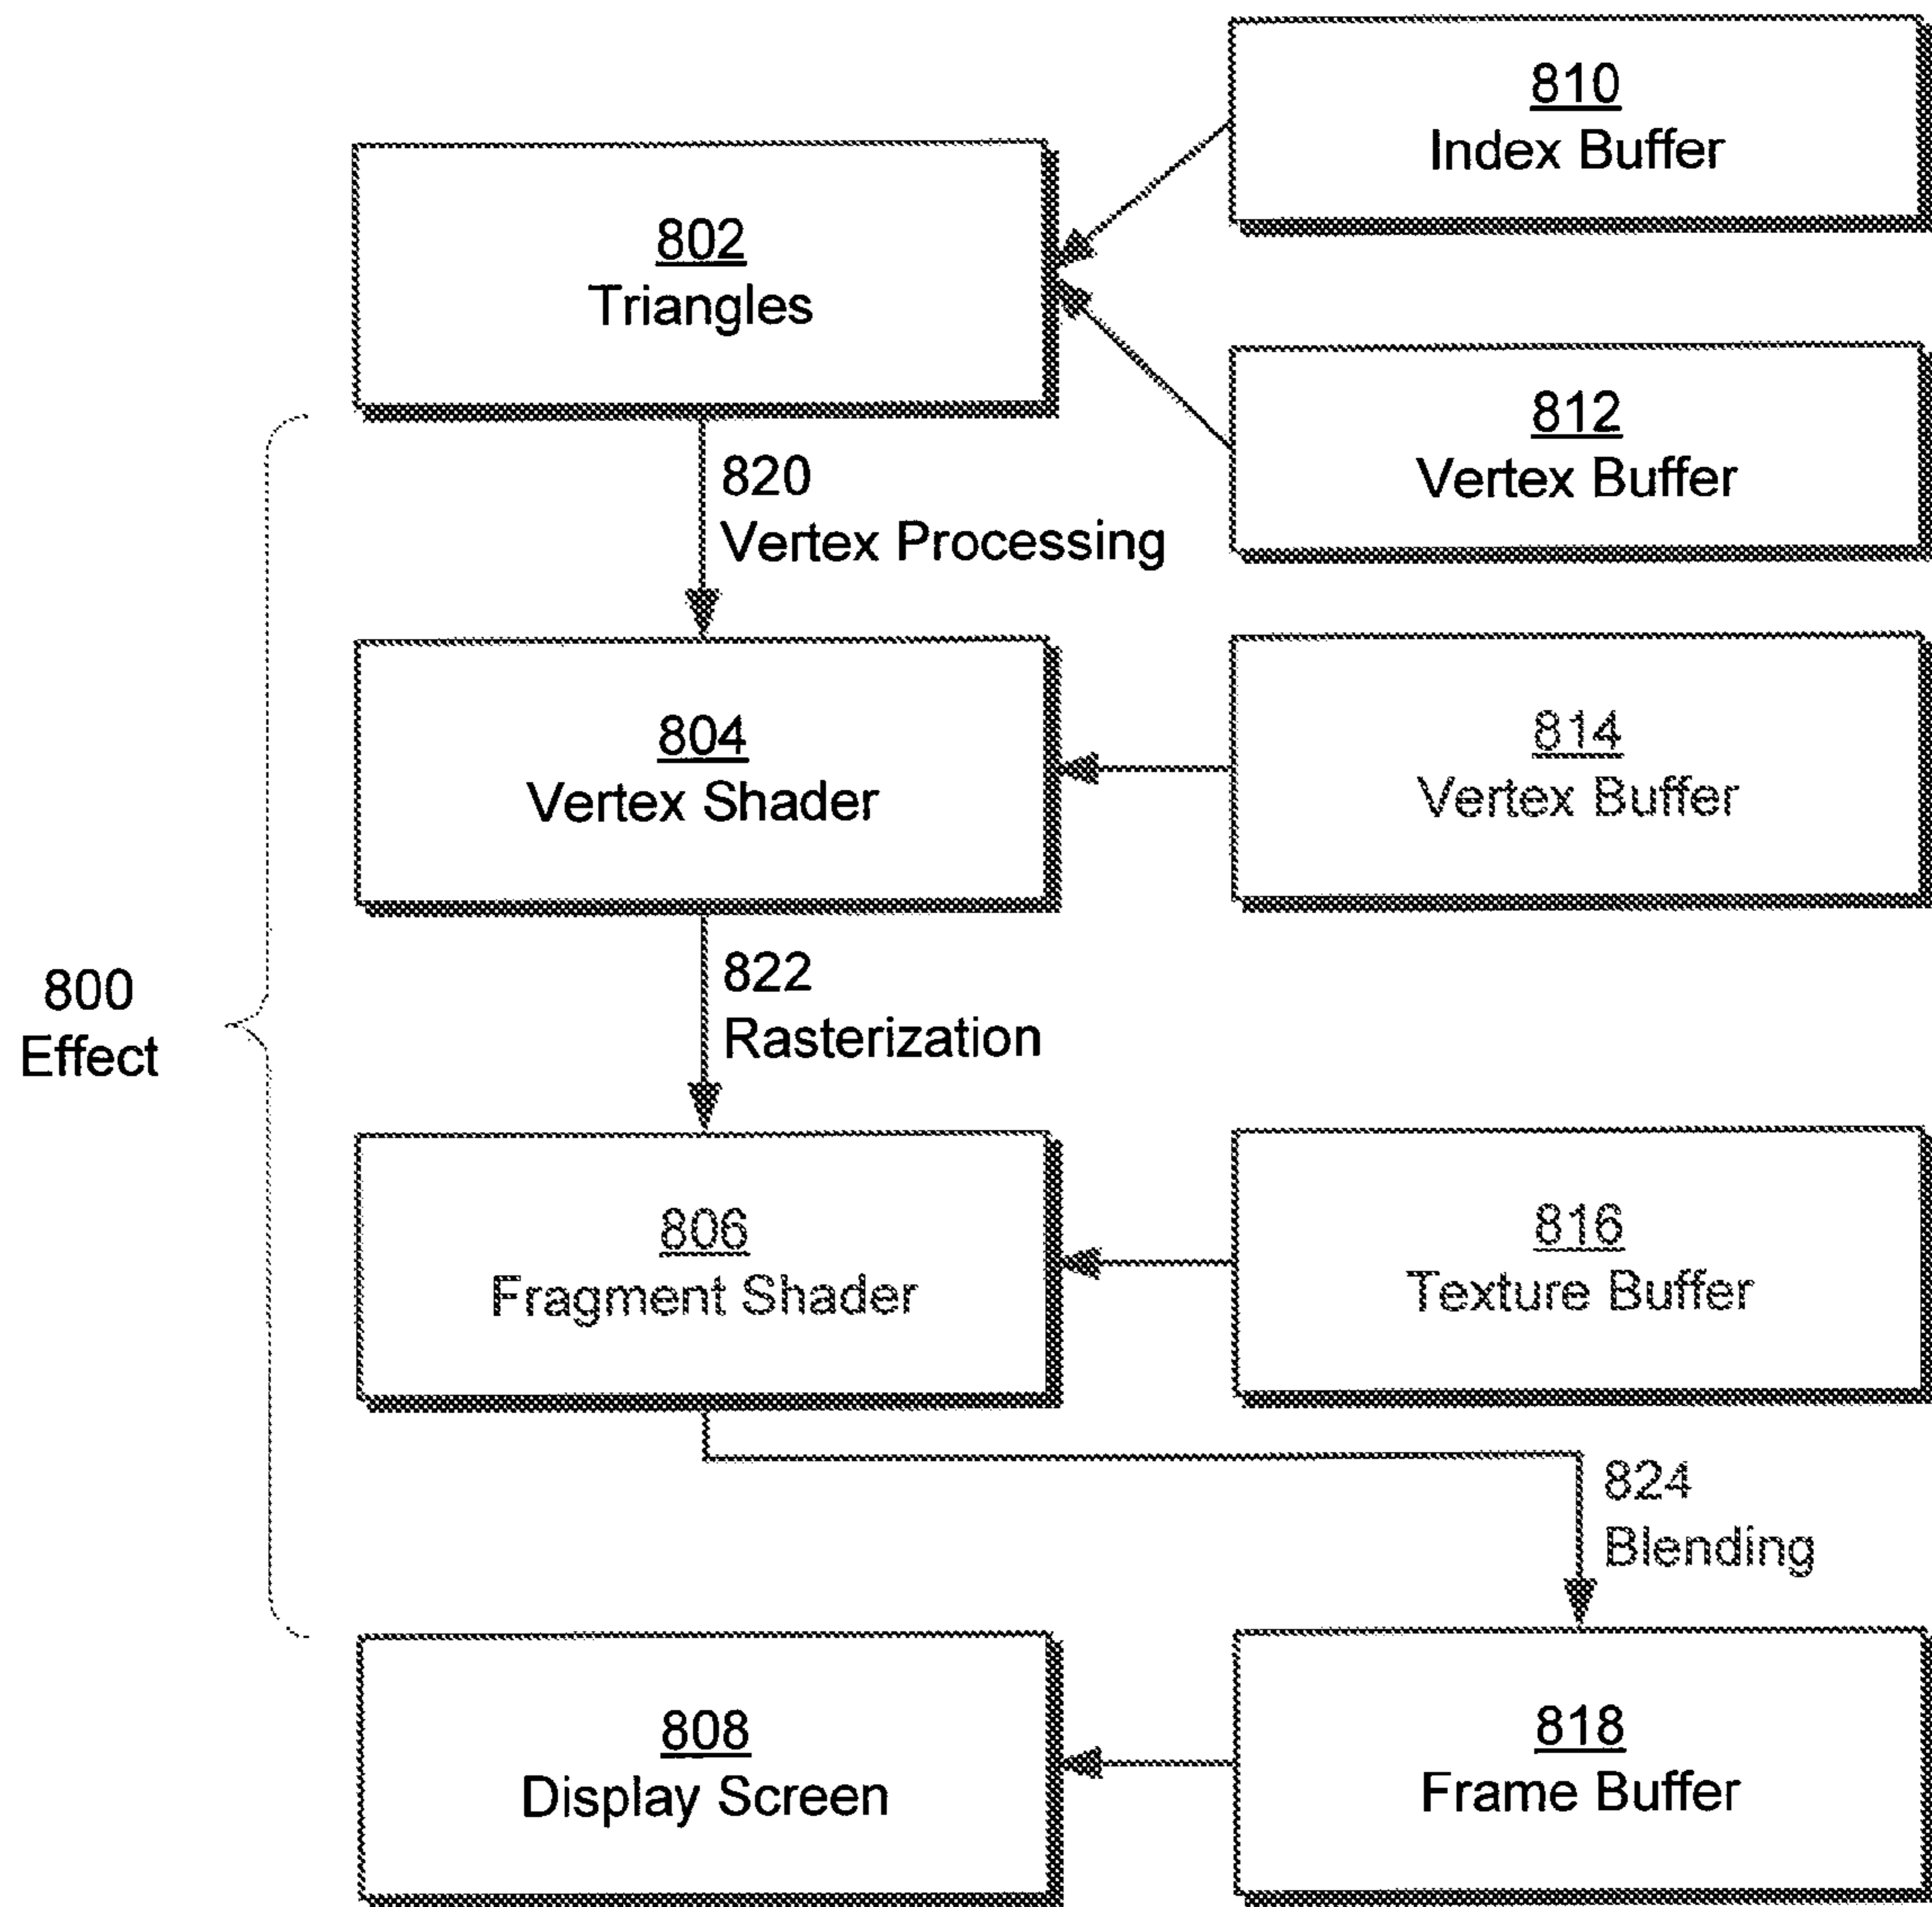 810
Index Buffer
802
Triangles
812
Vertex Buffer
820
Vertex Processing
804
Vertex Shader
814
Vertex Buffer
800
Effect
822
Rasterization
806
Fragment Shader
816
Texture Buffer
824
Blending
808
Display Screen
818
Frame Buffer